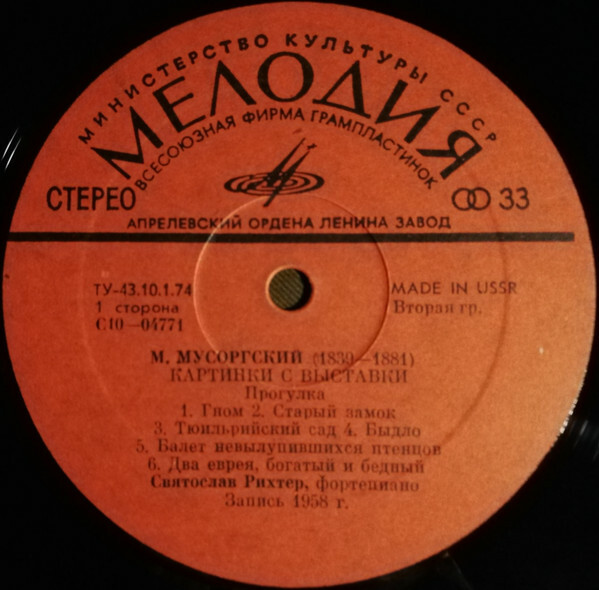 МИНИСТЕРСТВО КУЛЬТУРЫ СССР
МЕЛОДИЯ
ВСЕСОЮЗНАЯ ФИРМА ГРАМПЛАСТИНОК
СТЕРЕО
33
АПРЕЛЕВСКИЙ ОРДЕНА ЛЕНИНА ЗАВОД
ТУ-43.10.1.74
MADE IN USSR
1 сторона
Вторая гр.
С10—04771
М. МУСОРГСКИЙ (1839—1881)
КАРТИНКИ С ВЫСТАВКИ
Прогулка
1. Гном 2. Старый замок
3. Тюильрийский сад 4. Быдло
5. Балет невылупившихся птенцов
6. Два еврея, богатый и бедный
Святослав Рихтер, фортепиано
Запись 1958 г.